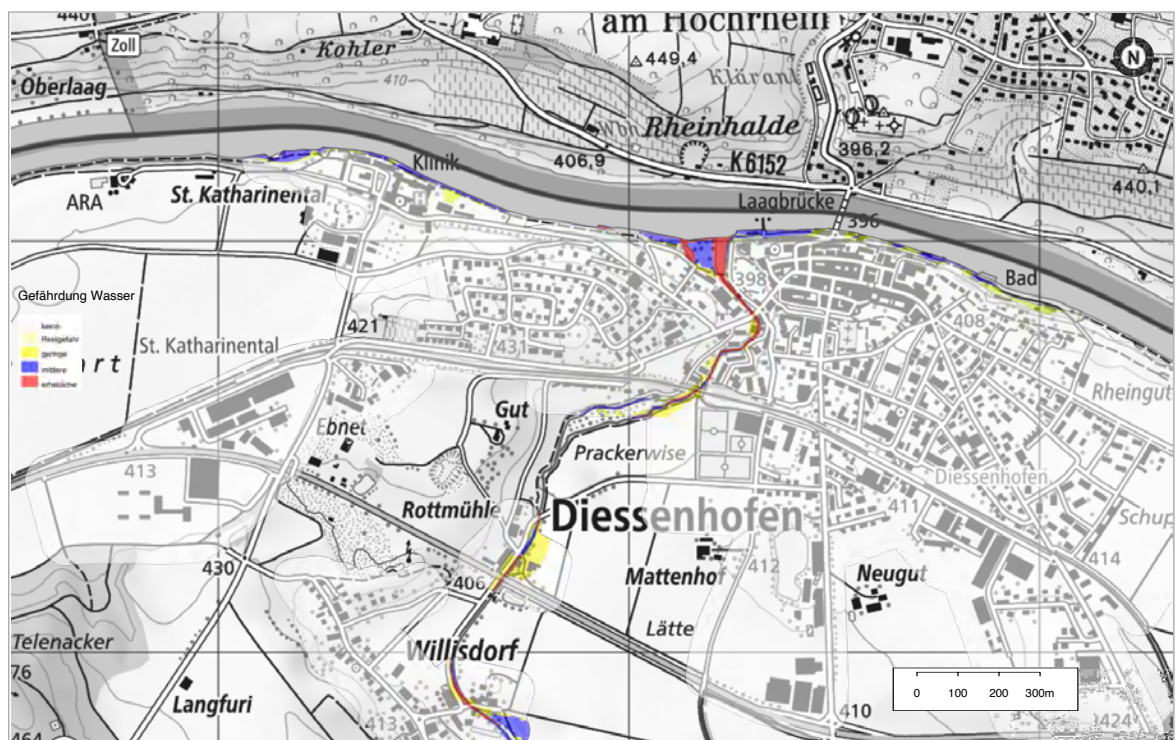 440
am Hochrhein
Zoll
Kohler
449,4
N
Oberlaag
410
Kläranl
Rheinhalde
406,9
K6152
396,2
Klinik
440,1
ARA
St. Katharinental
H
Laagbrücke
396
398
Bad
Gefährdung Wasser
keine-
Restgefahr
geringe
mittlere
erhebliche
421
408
St. Katharinental
431
art
Rheingut
Gut
Ebnet
Prackerwise
413
Diessenhofen
Rottmühle
Diessenhofen
411
Schup
414
406
Mattenhof
412
Neugut
430
Lätte
Telenacker
Willisdorf
76
0 100 200 300m
Langfuri
413
410
424
464